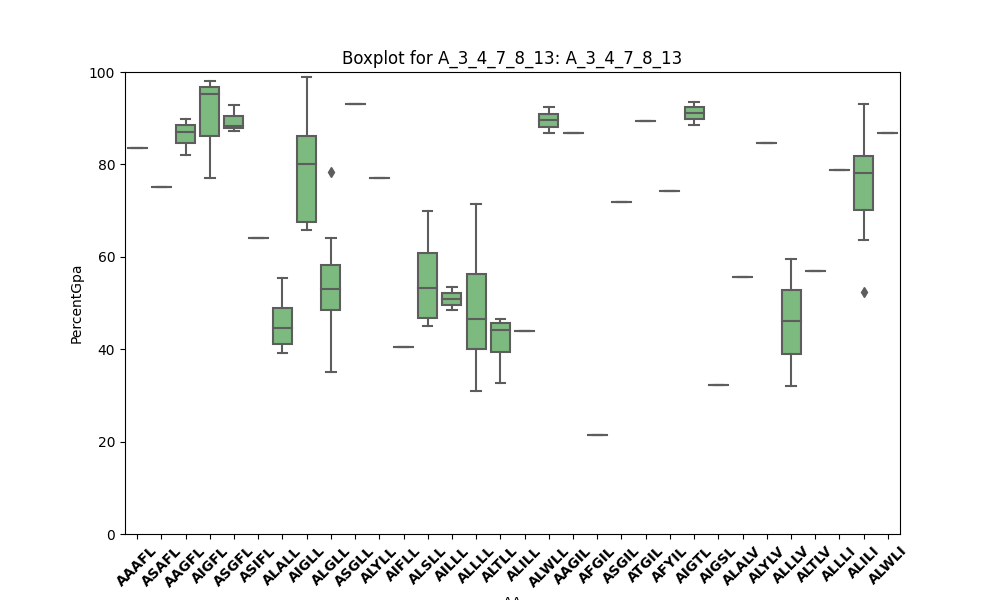 Boxplot for A_3_4_7_8_13: A_3_4_7_8_13
PercentGpa
100
80
60
40
20
0
AAAFL ASAFL AAGFL AIGFL ASGFL ASIFL ALALL AIGLL ALGLL ASGLL ALYLL AIFLL ALSLL AILLL ALLLL ALTLL ALILL ALWLL AAGIL AFGIL ASGIL ATGIL AFYIL AIGTL AIGSL ALALV ALYLV ALLIV ALTLV ALLLI ALILI ALWLI